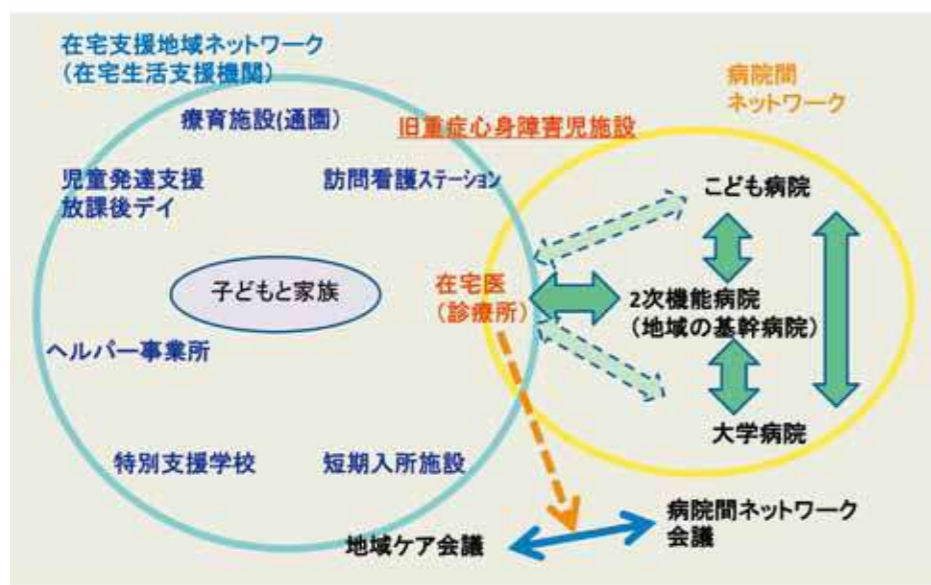 在宅支援地域ネットワーク
（在宅生活支援機関）
病院間
ネットワーク
療育施設(通園）
旧重症心身障害児施設
児童発達支援
放課後デイ
訪問看護ステーション
こども病院
子どもと家族
在宅医
（診療所）
2次機能病院
（地域の基幹病院）
ヘルパー事業所
大学病院
特別支援学校
短期入所施設
病院間ネットワーク
会議
地域ケア会議